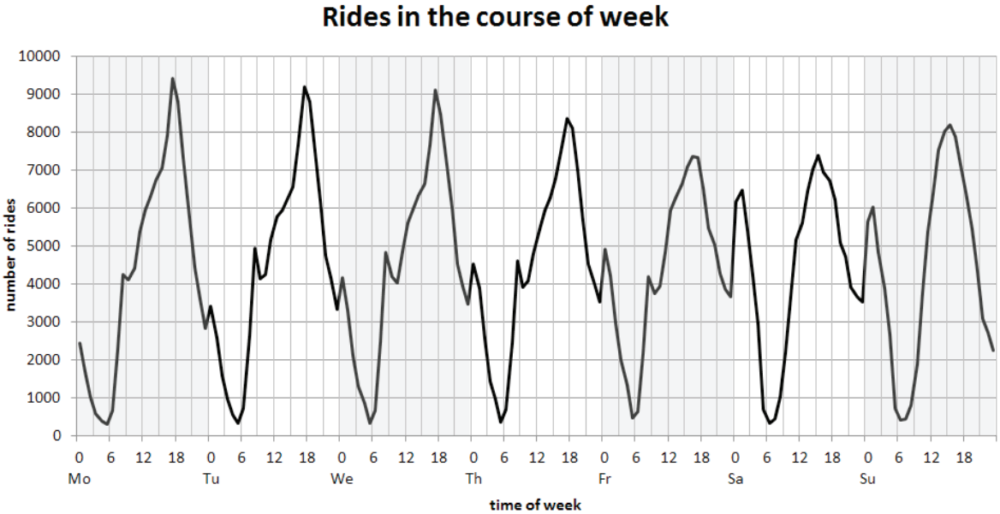 Rides in the course of week
10000
9000
8000
7000
6000
5000
4000
3000
2000
1000
0
number of rides
0 6 12 18 0 6 12 18 0 6 12 18 0 6 12 18 0 6 12 18 0 6 12 18 0 6 12 18
Mo Tu We Th Fr Sa Su
time of week